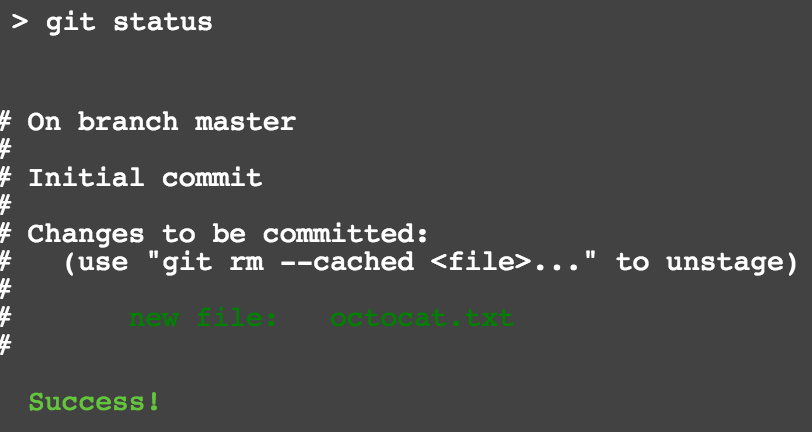 > git status
# On branch master
#
# Initial commit
#
# Changes to be committed:
#   (use "git rm --cached <file>..." to unstage)
#
#       new file:   octocat.txt
#
Success!